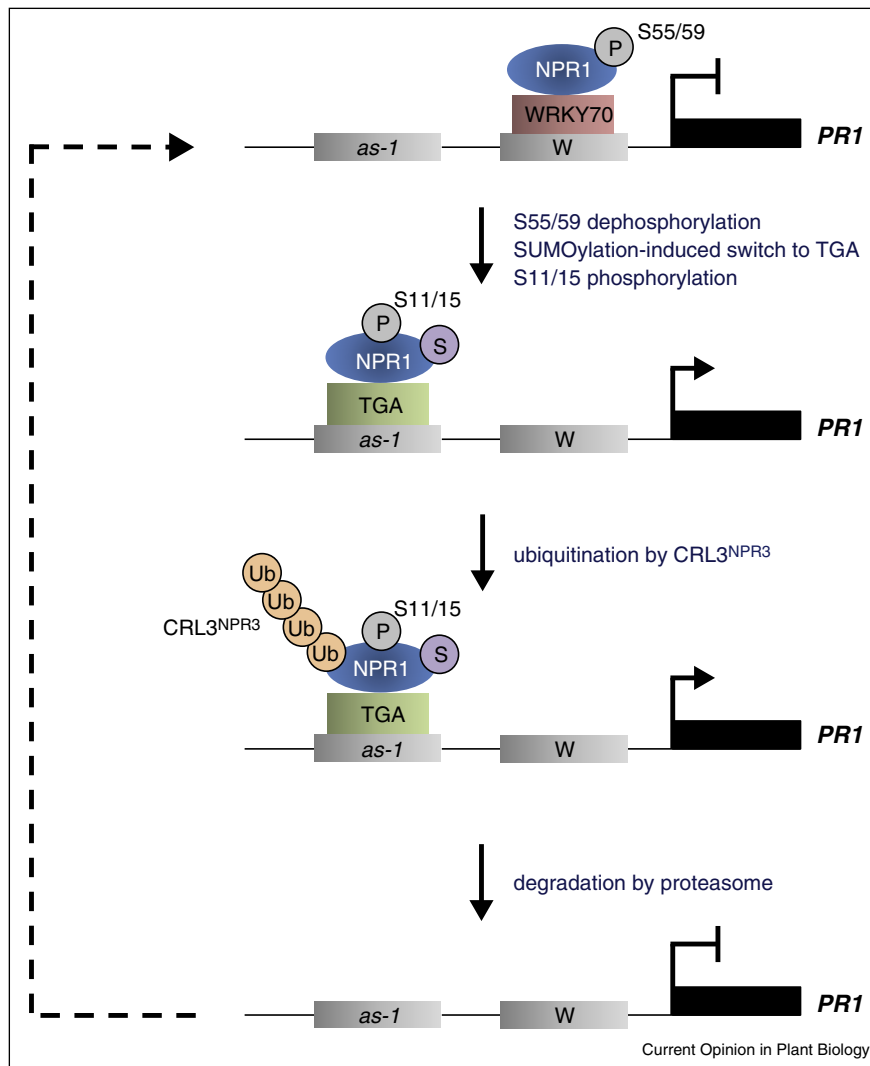 S55/59
P
NPR1
WRKY70
as-1
W
PR1
S55/59 dephosphorylation
SUMOylation-induced switch to TGA
S11/15 phosphorylation
S11/15
P
S
NPR1
TGA
as-1
W
PR1
ubiquitination by CRL3NPR3
Ub
Ub
CRL3NPR3
S11/15
Ub
P
Ub
S
NPR1
TGA
as-1
W
PR1
degradation by proteasome
as-1
W
PR1
Current Opinion in Plant Biology